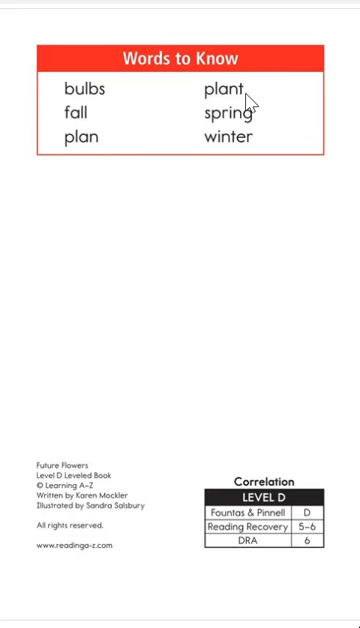 Words to Know
bulbs plant
fall spring
plan winter
Future Flowers
Level D Leveled Book
© Learning A–Z
Written by Karen Mockler
Illustrated by Sandra Salsbury
All rights reserved.
www.readinga-z.com
Correlation
LEVEL D
Fountas & Pinnell D
Reading Recovery 5–6
DRA 6